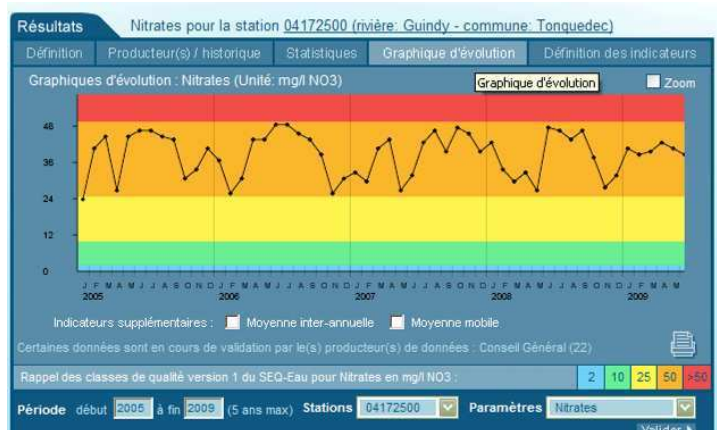 Résultats
Nitrates pour la station 04172500 (rivière: Guindy - commune: Tonquedec)
Définition Producteur(s) / historique Statistiques Graphique d'évolution Définition des indicateurs
Graphiques d'évolution : Nitrates (Unité: mg/l NO3)
Graphique d'évolution
Zoom
48
36
24
12
0
2005 2006 2007 2008 2009
Indicateurs supplémentaires : Moyenne inter-annuelle Moyenne mobile
Certaines données sont en cours de validation par le(s) producteur(s) de données : Conseil Général (22)
Rappel des classes de qualité version 1 du SEQ-Eau pour Nitrates en mg/l NO3 : 2 10 25 50 >50
Période début 2005 à fin 2009 (5 ans max) Stations 04172500 Paramètres Nitrates
Valider